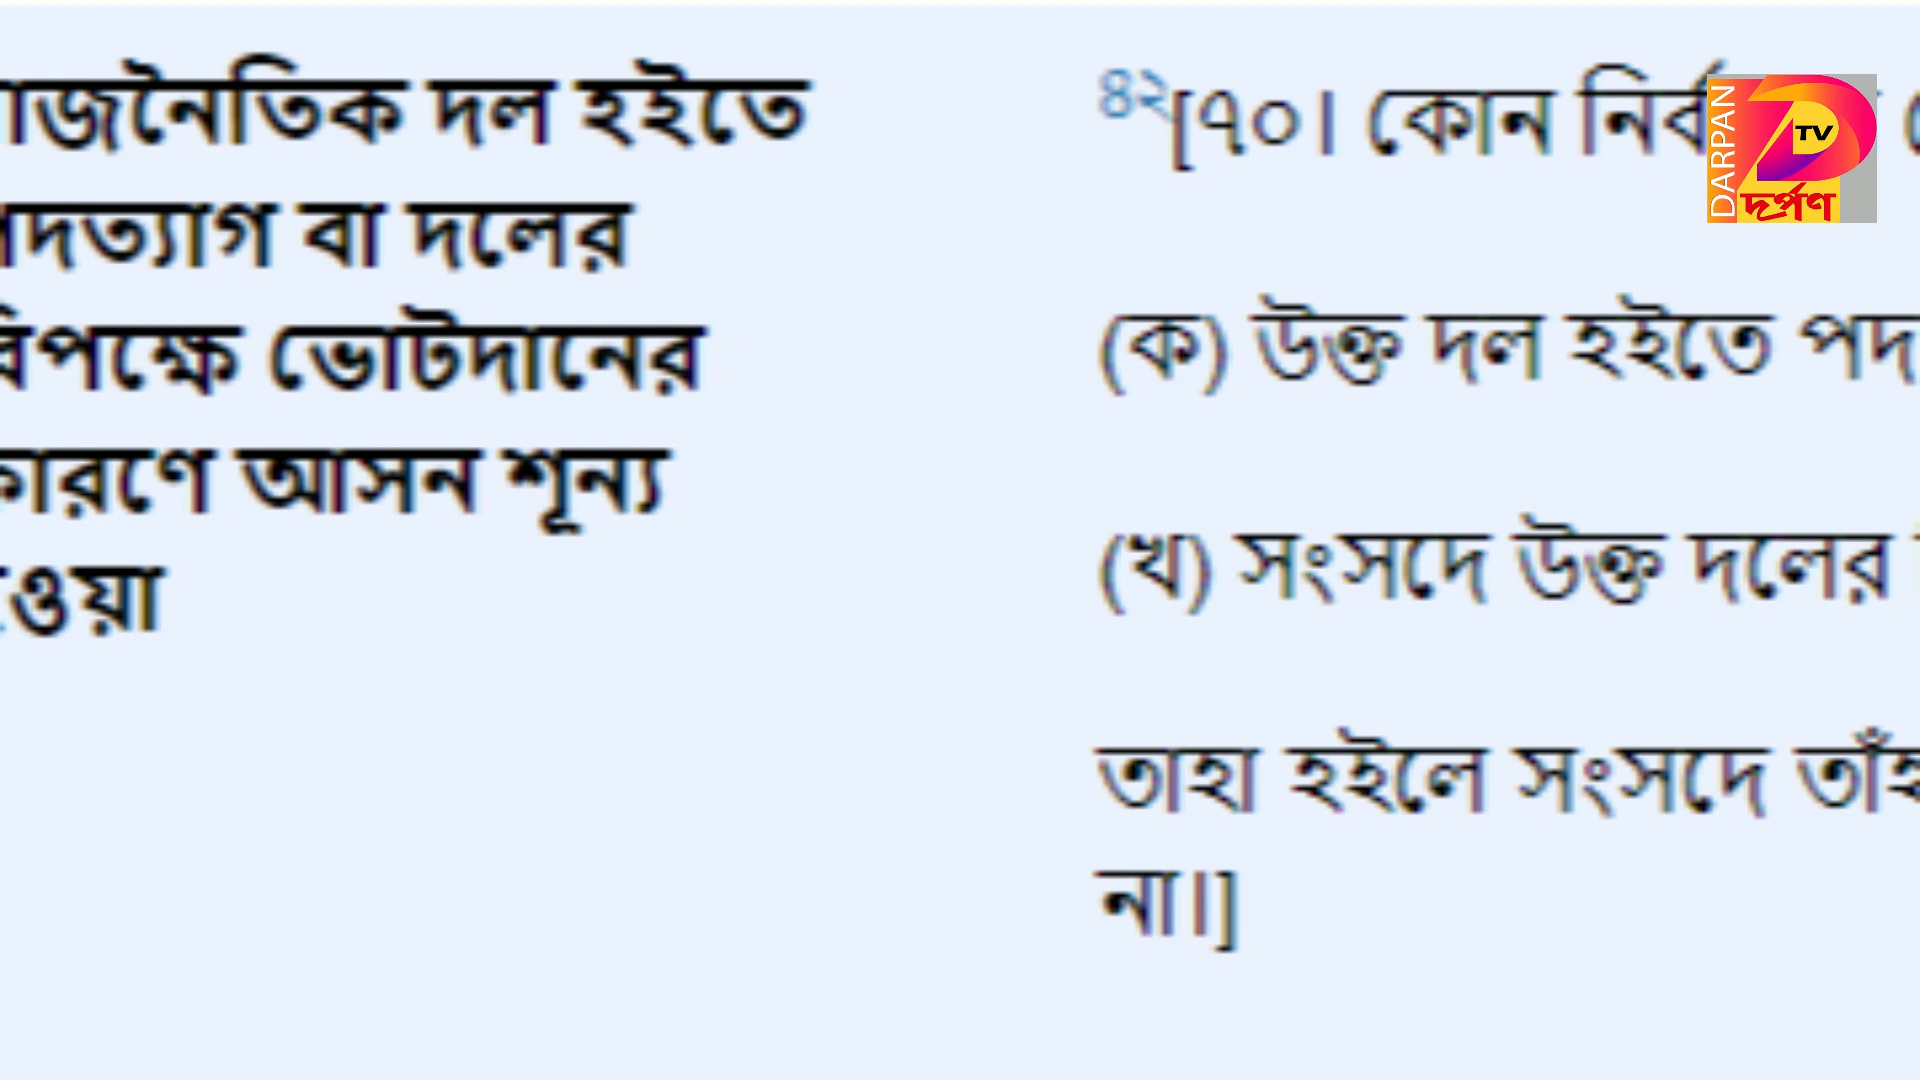 াজনৈতিক দল হইতে
পদত্যাগ বা দলের
বিপক্ষে ভোটদানের
কারণে আসন শূন্য
হওয়া
৪২[৭০। কোন নির্ব
(ক) উক্ত দল হইতে পদ
(খ) সংসদে উক্ত দলের
তাহা হইলে সংসদে তাঁহ
না।]
DARPAN
TV
দর্পণ